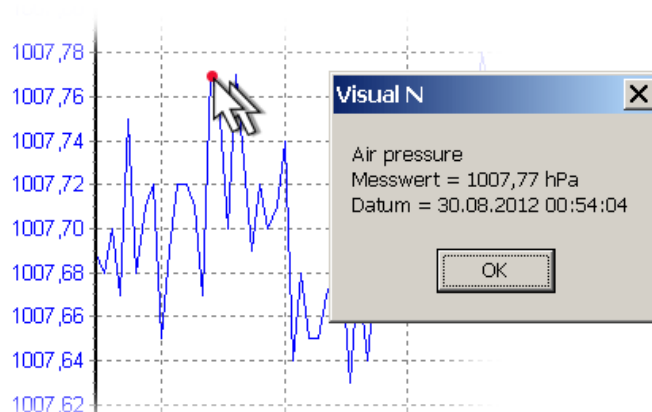 1007,78
1007,76
1007,74
1007,72
1007,70
1007,68
1007,66
1007,64
1007,62
Visual N
Air pressure
Messwert = 1007,77 hPa
Datum = 30.08.2012 00:54:04
OK